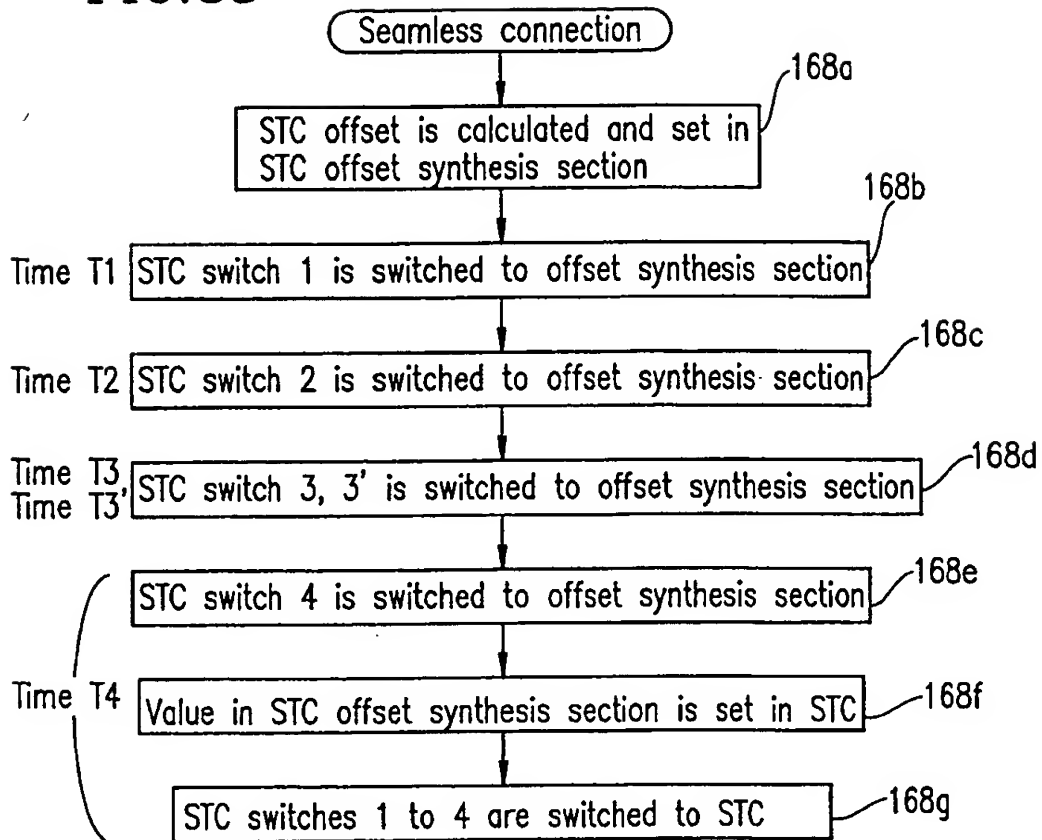 Seamless connection
168a
STC offset is calculated and set in
STC offset synthesis section
168b
Time T1
STC switch 1 is switched to offset synthesis section
168c
Time T2
STC switch 2 is switched to offset synthesis section
168d
Time T3
Time T3'
STC switch 3, 3' is switched to offset synthesis section
168e
STC switch 4 is switched to offset synthesis section
Time T4
Value in STC offset synthesis section is set in STC
168f
STC switches 1 to 4 are switched to STC
168g